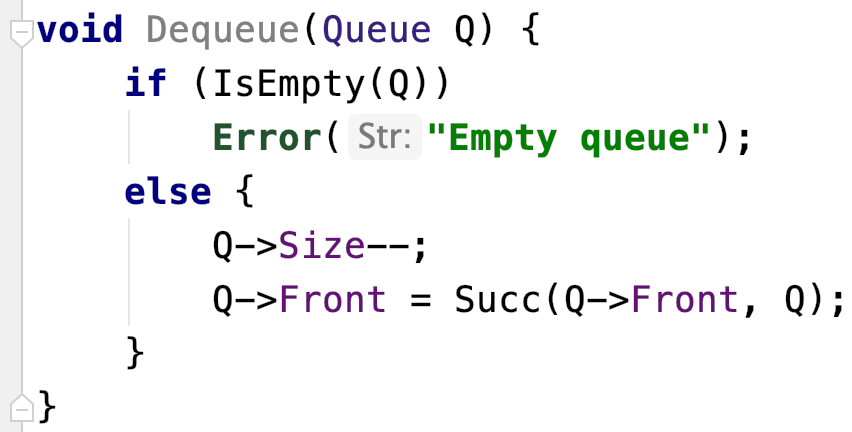 void Dequeue(Queue Q) {
    if (IsEmpty(Q))
        Error( Str: "Empty queue");
    else {
        Q->Size--;
        Q->Front = Succ(Q->Front, Q);
    }
}